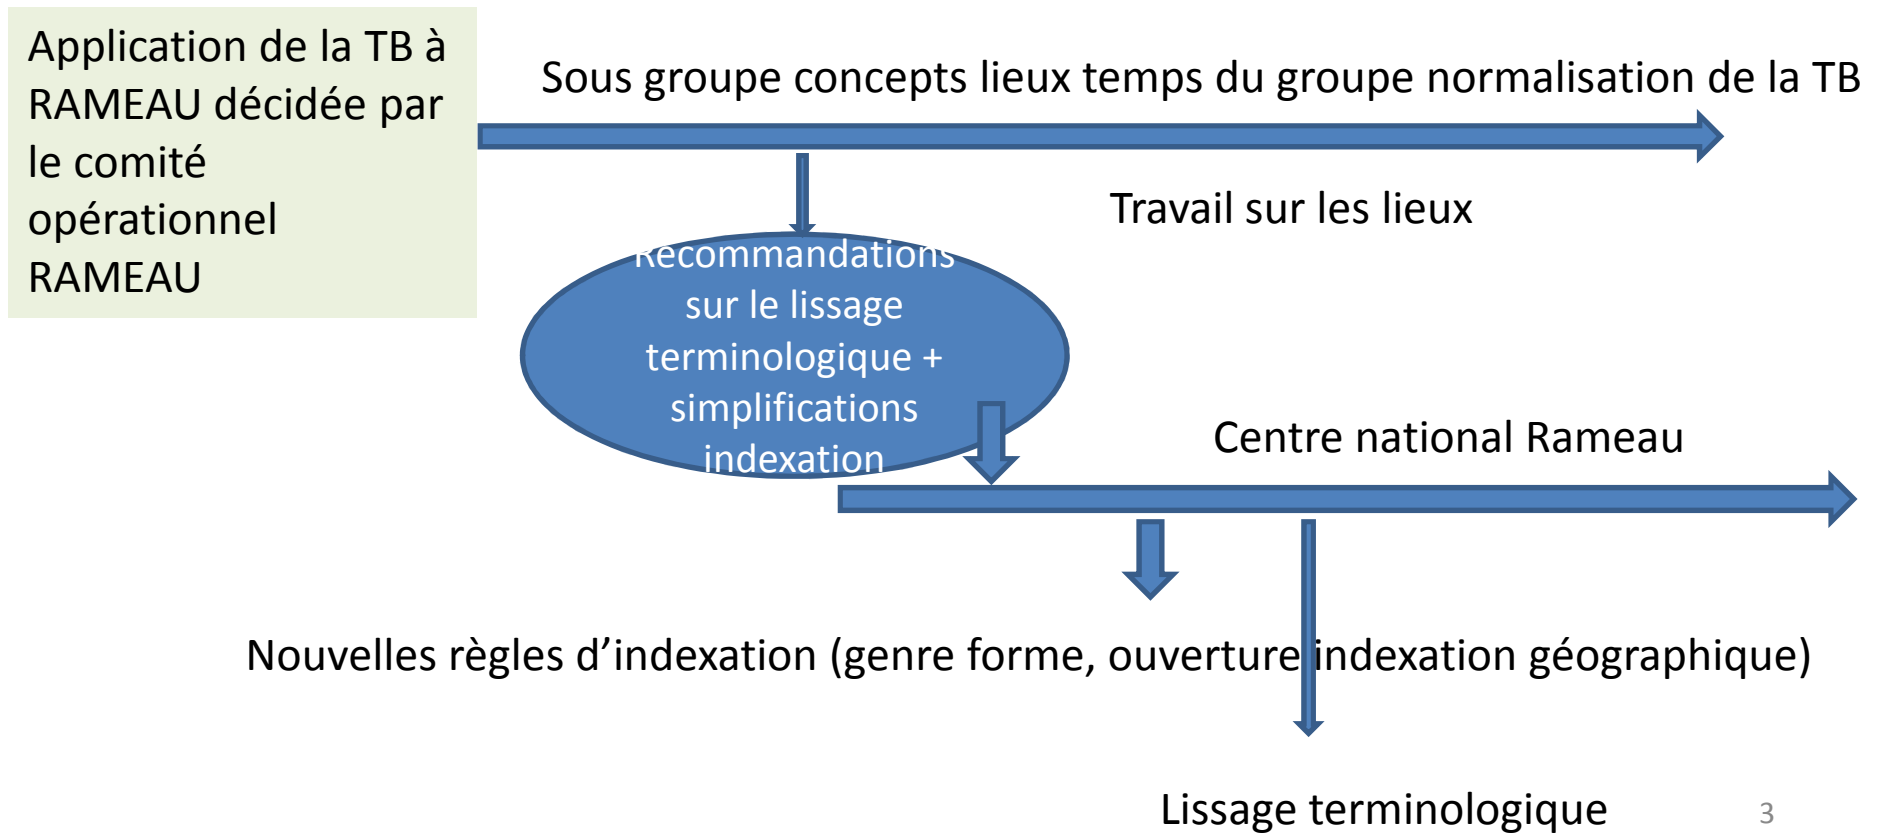 Application de la TB à
RAMEAU décidée par
le comité
opérationnel
RAMEAU
Sous groupe concepts lieux temps du groupe normalisation de la TB
Travail sur les lieux
Recommandations
sur le lissage
terminologique +
simplifications
indexation
Centre national Rameau
Nouvelles règles d’indexation (genre forme, ouverture indexation géographique)
Lissage terminologique
3